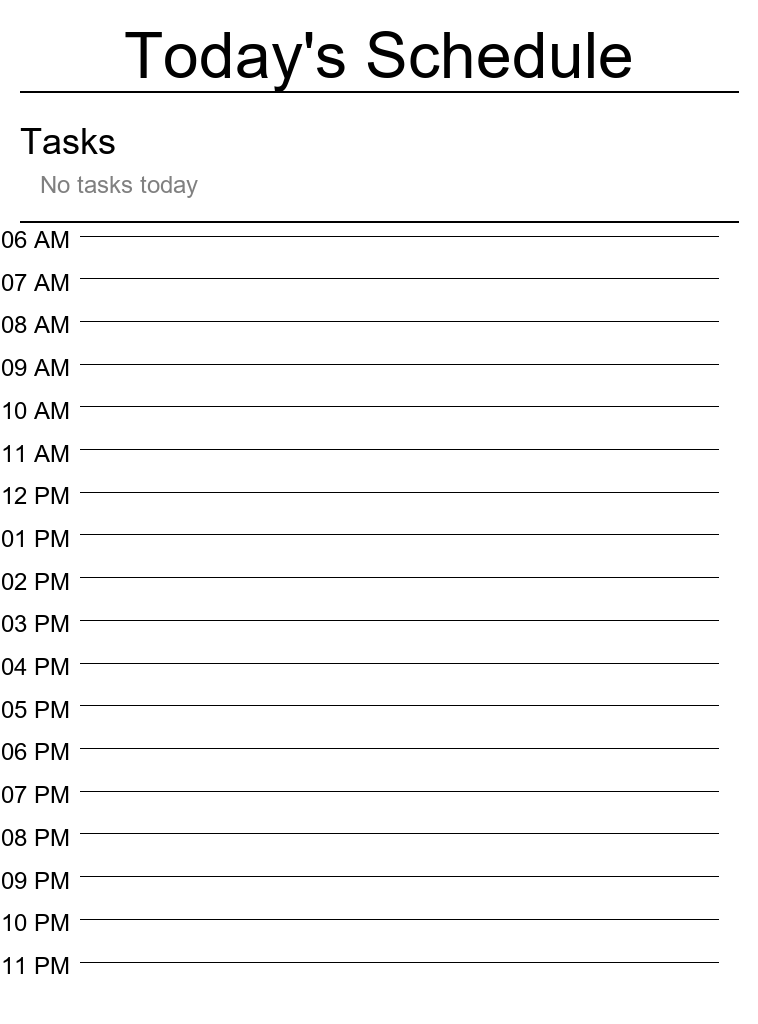 Today's Schedule
Tasks
No tasks today
06 AM
07 AM
08 AM
09 AM
10 AM
11 AM
12 PM
01 PM
02 PM
03 PM
04 PM
05 PM
06 PM
07 PM
08 PM
09 PM
10 PM
11 PM